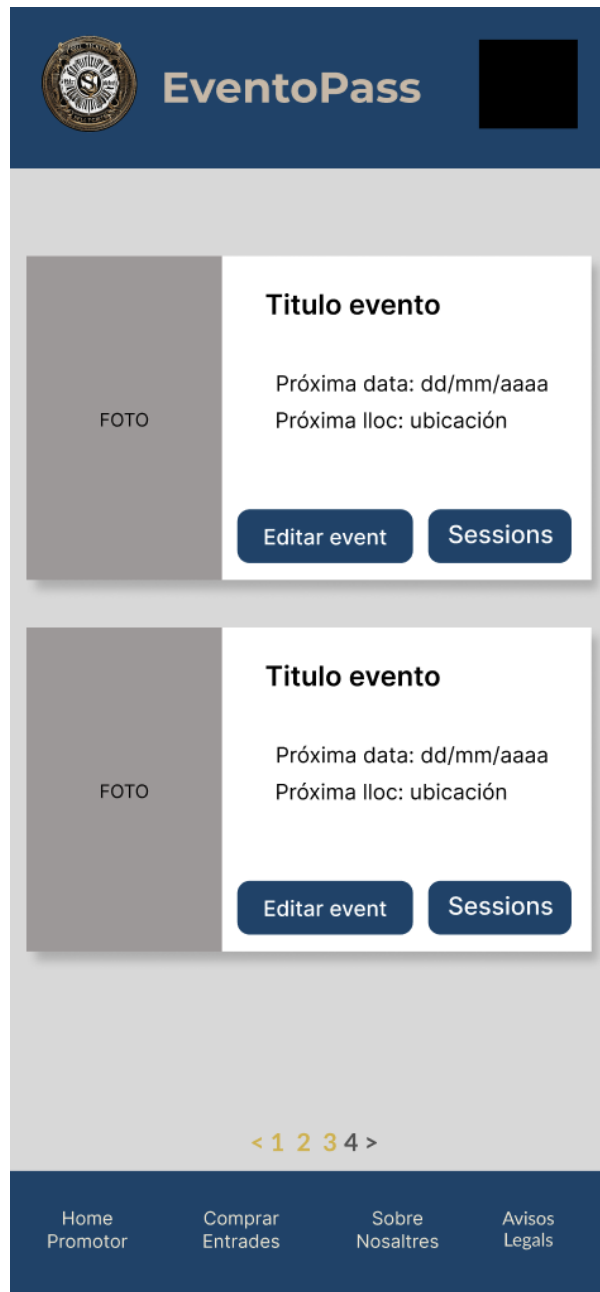 EventoPass
Titulo evento
FOTO
Próxima data: dd/mm/aaaa
Próxima lloc: ubicación
Editar event
Sessions
Titulo evento
FOTO
Próxima data: dd/mm/aaaa
Próxima lloc: ubicación
Editar event
Sessions
< 1 2 3 4 >
Home
Promotor
Comprar
Entrades
Sobre
Nosaltres
Avisos
Legals